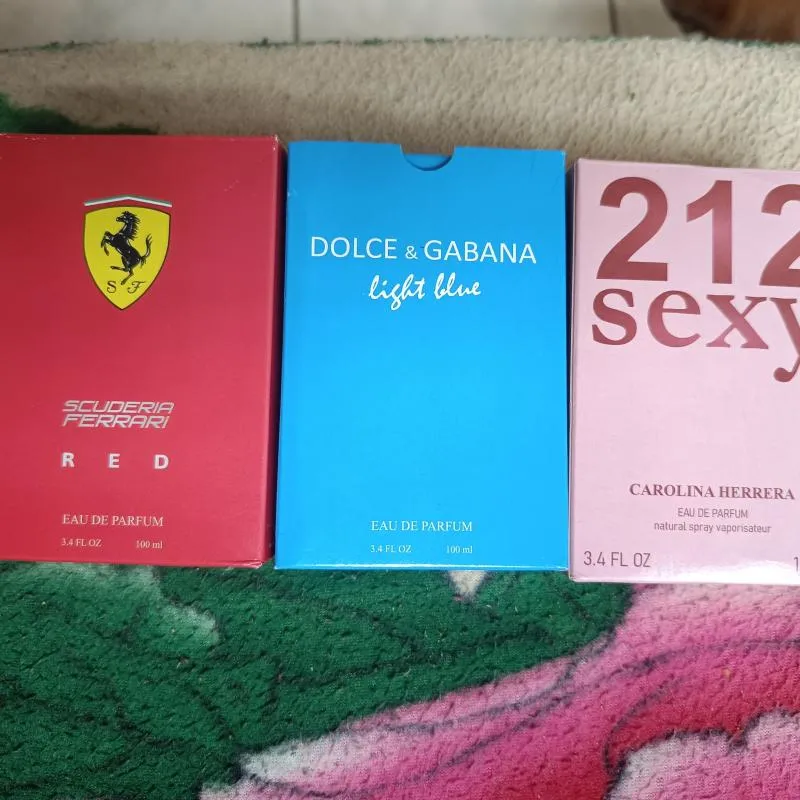 S F
SCUDERIA
FERRARI
RED
EAU DE PARFUM
3.4 FL OZ 100 ml
DOLCE & GABANA
light blue
EAU DE PARFUM
3.4 FL OZ 100 ml
212
sexy
CAROLINA HERRERA
EAU DE PARFUM
natural spray vaporisateur
3.4 FL OZ